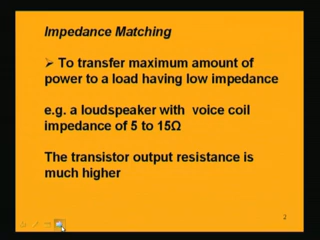 Impedance Matching
➢ To transfer maximum amount of
power to a load having low impedance
e.g. a loudspeaker with voice coil
impedance of 5 to 15Ω
The transistor output resistance is
much higher
2